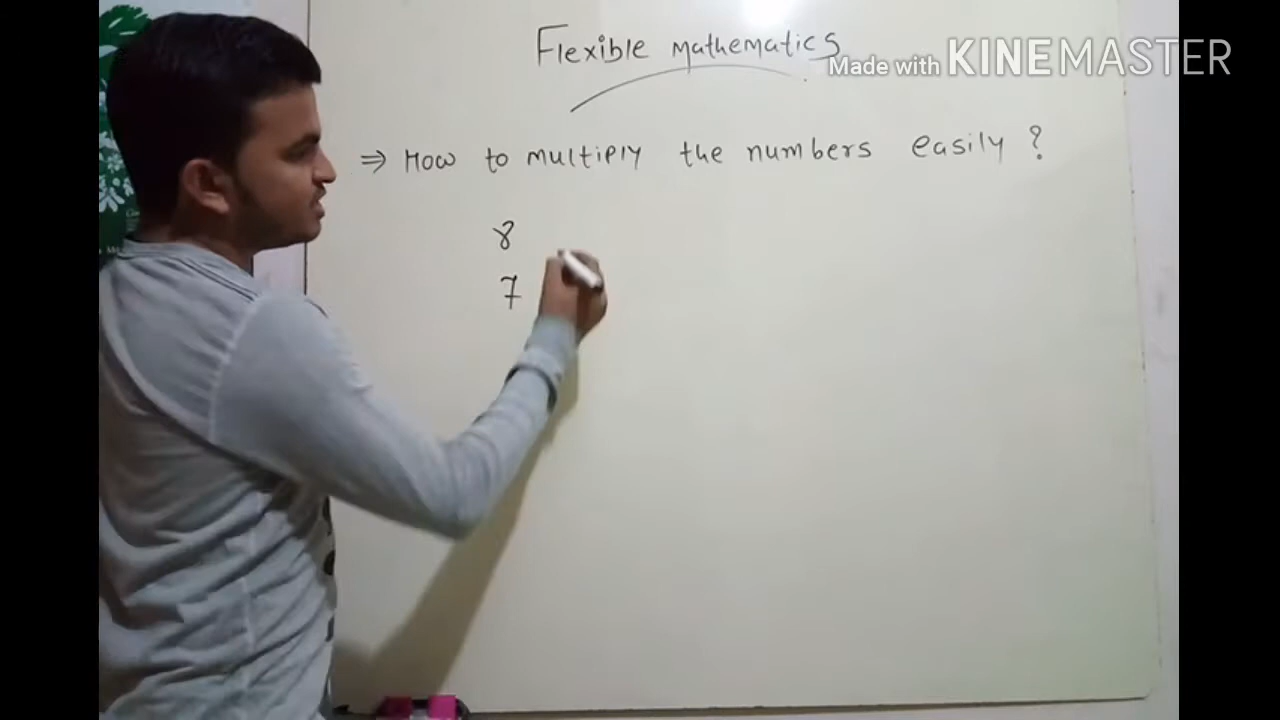 Flexible mathematics
Made with KINEMASTER
⇒ How to multiply the numbers easily ?
8
7